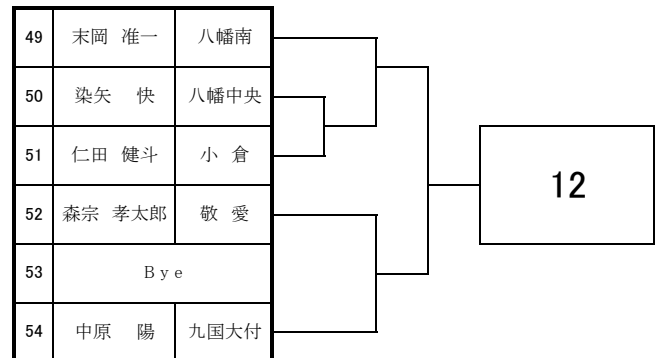 49 末岡 准一 八幡南
50 染矢 快 八幡中央
51 仁田 健斗 小 倉
52 森宗 孝太郎 敬 愛
53 Bye
54 中原 陽 九国大付
12